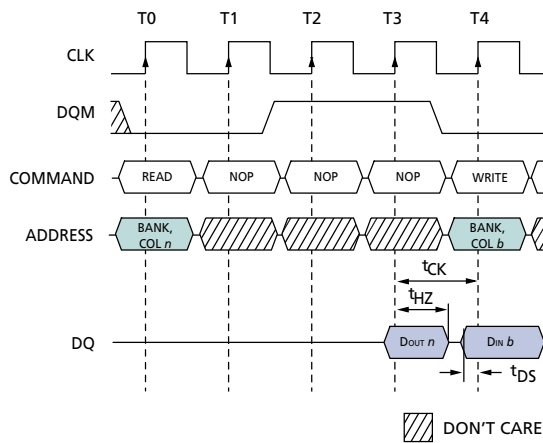 T0 T1 T2 T3 T4
CLK
DQM
COMMAND READ NOP NOP NOP WRITE
ADDRESS BANK, COL n BANK, COL b
tCK
tHZ
DQ DOUT n DIN b
tDS
DON'T CARE